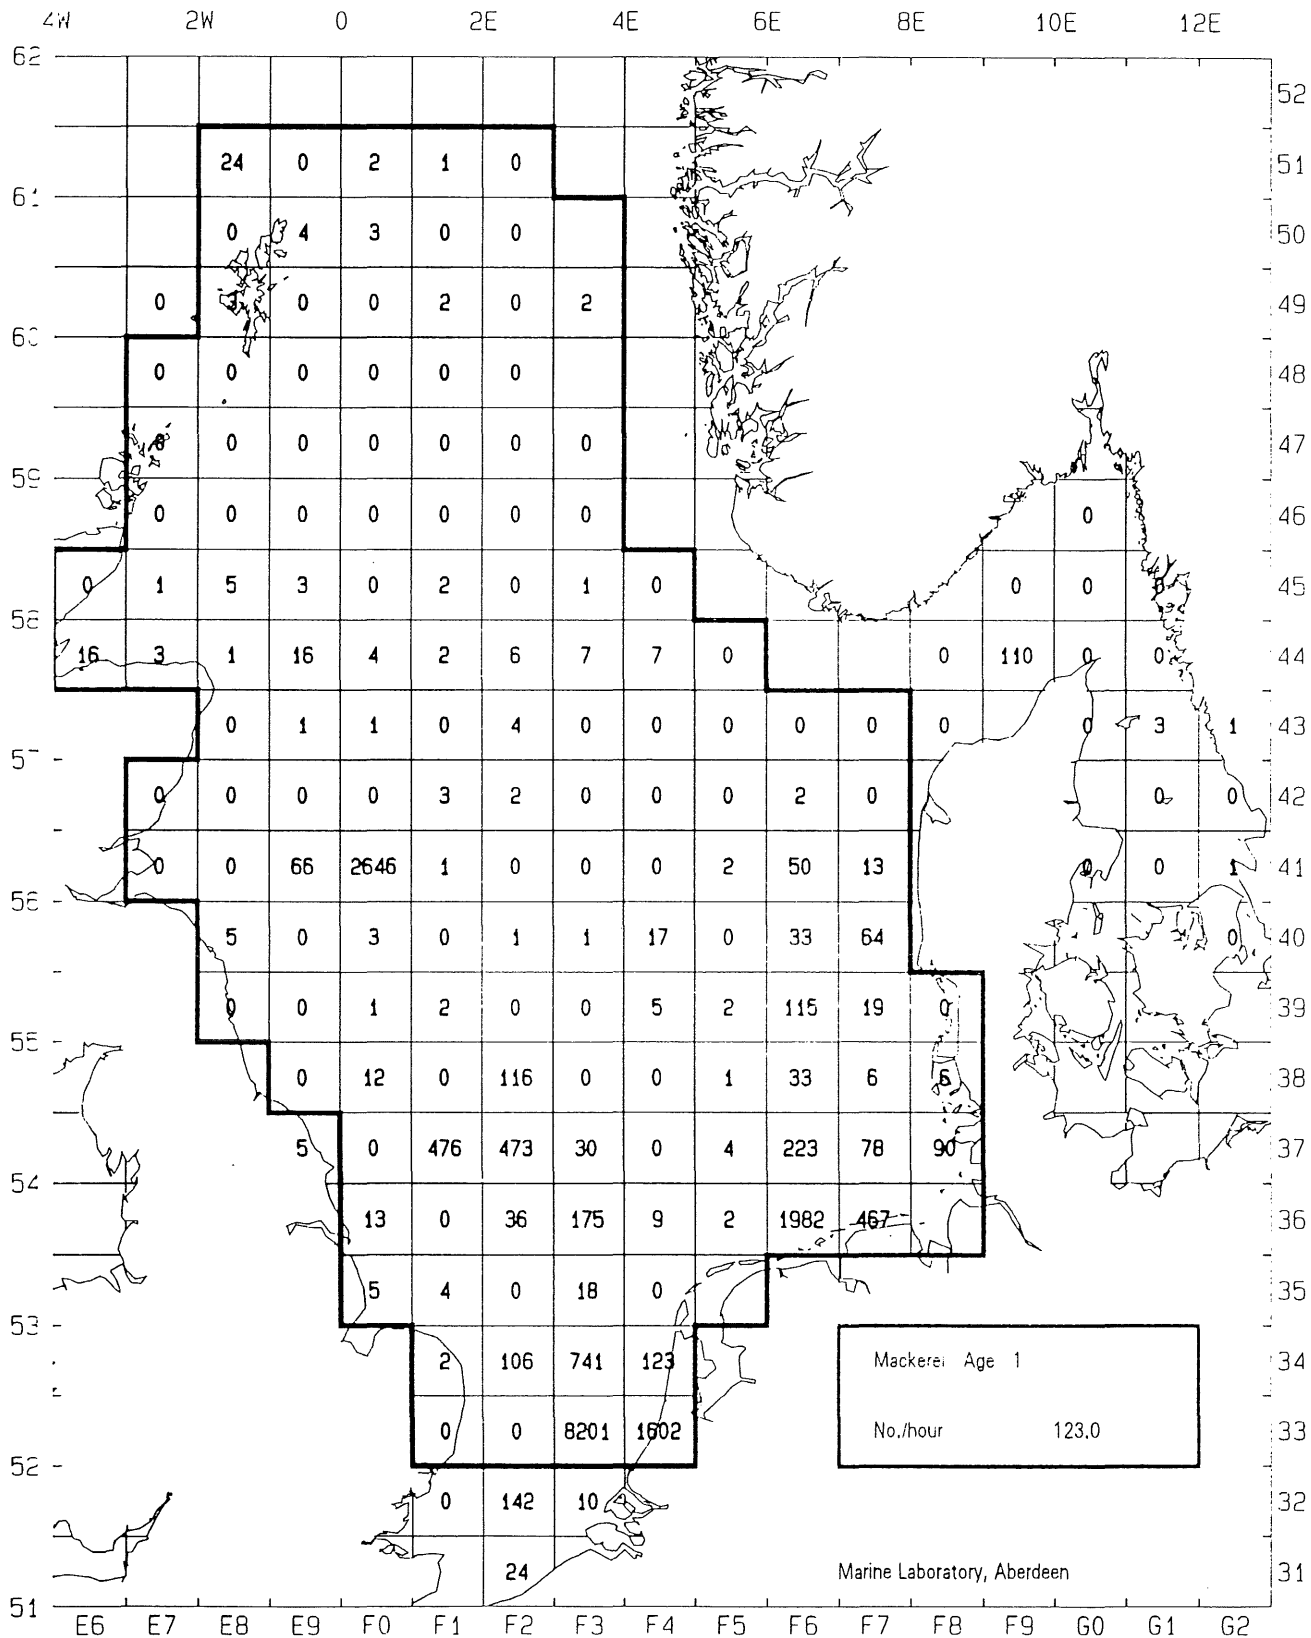 4W 2W 0 2E 4E 6E 8E 10E 12E
62
52
24 0 2 1 0 51
61
0 4 3 0 0 50
0 3 0 0 2 0 2 49
60
0 0 0 0 0 0 48
0 0 0 0 0 0 47
59
0 0 0 0 0 0 0 0 46
0 1 5 3 0 2 0 1 0 0 0 0 45
58
16 3 1 16 4 2 6 7 7 0 0 110 0 0 44
0 1 1 0 4 0 0 0 0 0 0 0 3 1 43
57
0 0 0 0 3 2 0 0 0 2 0 0 0 42
0 0 66 2646 1 0 0 0 2 50 13 0 0 1 41
56
5 0 3 0 1 1 17 0 33 64 0 40
0 0 1 2 0 0 5 2 115 19 0 39
55
0 12 0 116 0 0 1 33 6 6 38
5 0 476 473 30 0 4 223 78 90 37
54
13 0 36 175 9 2 1982 467 36
5 4 0 18 0 35
53
2 106 741 123 34
Mackerel Age 1
0 0 8201 1602 33
No./hour 123.0
52
0 142 10 32
24 31
Marine Laboratory, Aberdeen
51
E6 E7 E8 E9 F0 F1 F2 F3 F4 F5 F6 F7 F8 F9 G0 G1 G2